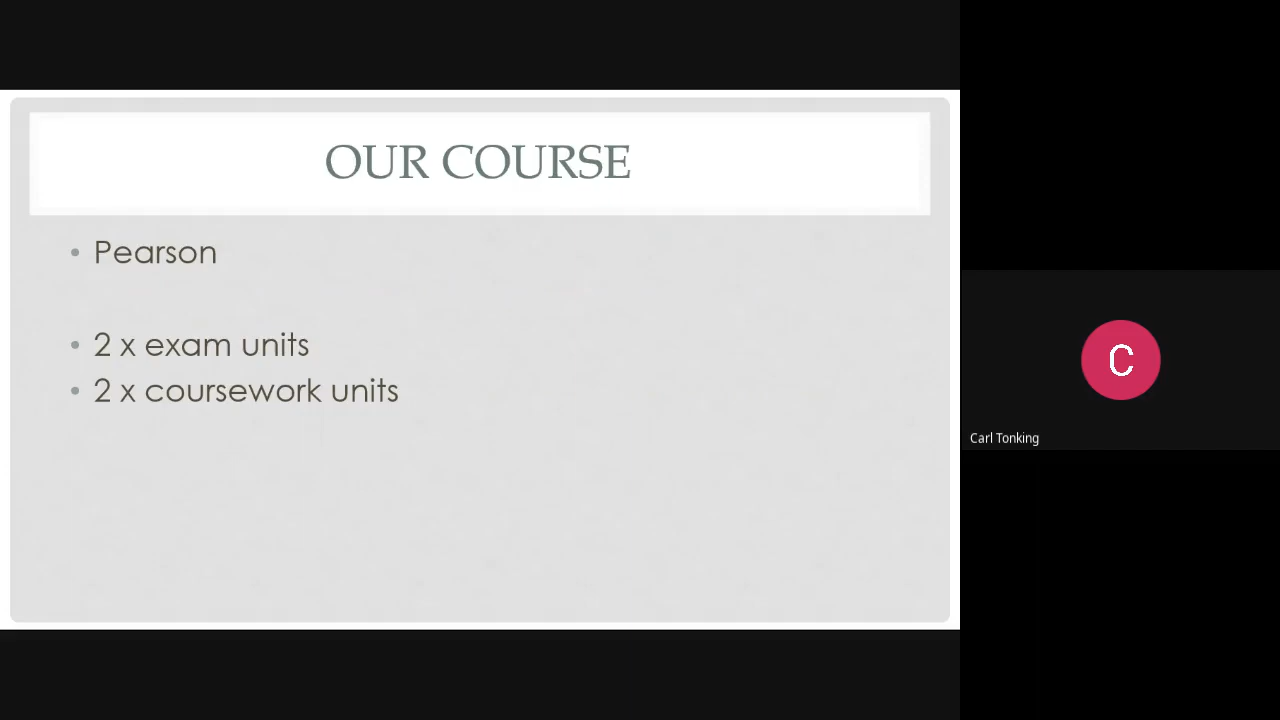 OUR COURSE
• Pearson
• 2 x exam units
• 2 x coursework units
C
Carl Tonking